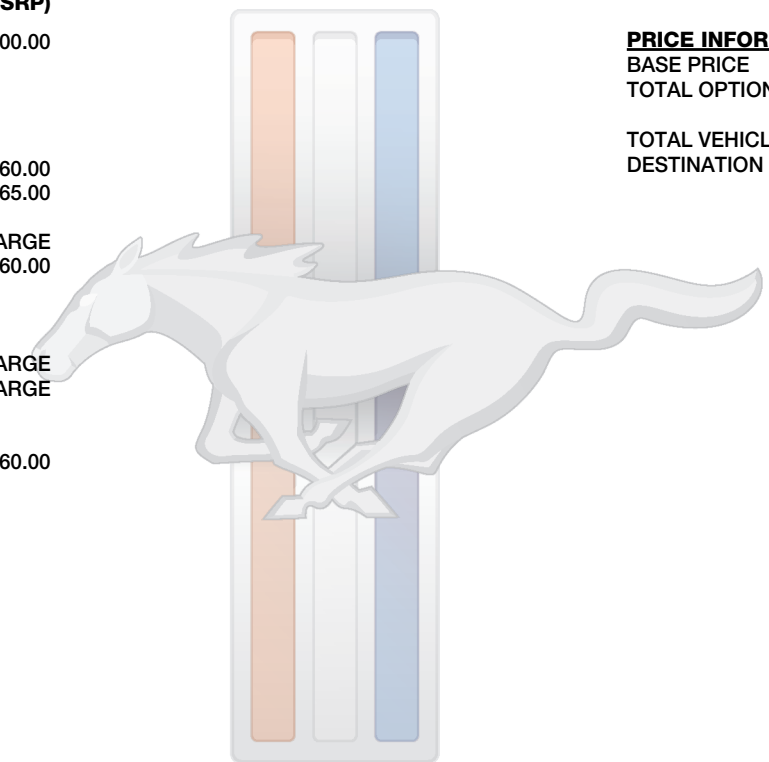 SRP)
00.00
60.00
65.00
ARGE
60.00
ARGE
ARGE
60.00
PRICE INFOR
BASE PRICE
TOTAL OPTION
TOTAL VEHICL
DESTINATION